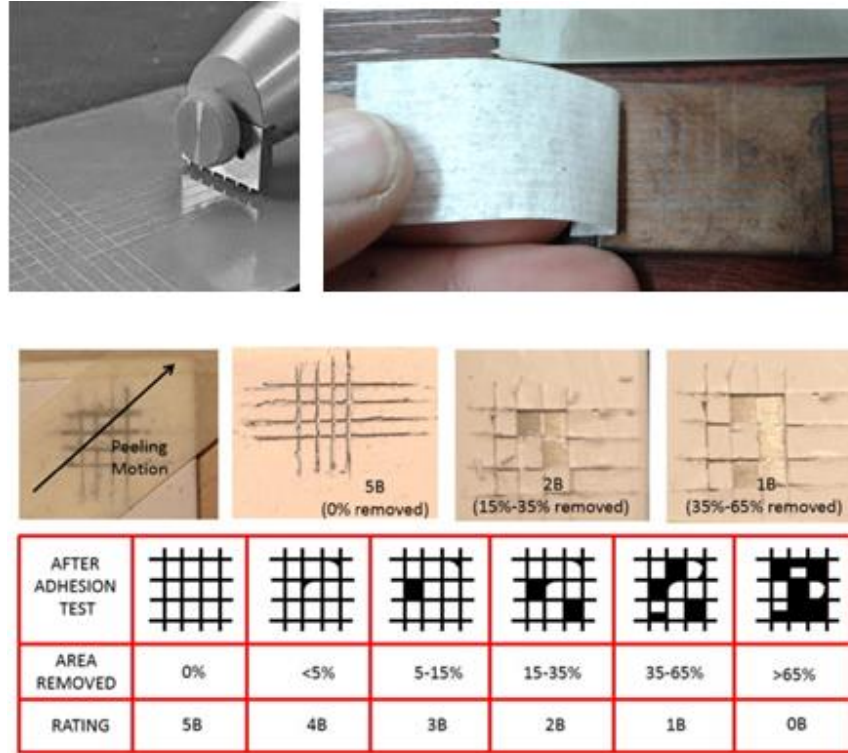 Peeling
Motion
5B
(0% removed)
2B
(15%-35% removed)
1B
(35%-65% removed)
AFTER
ADHESION
TEST
AREA
REMOVED
0%
<5%
5-15%
15-35%
35-65%
>65%
RATING
5B
4B
3B
2B
1B
0B